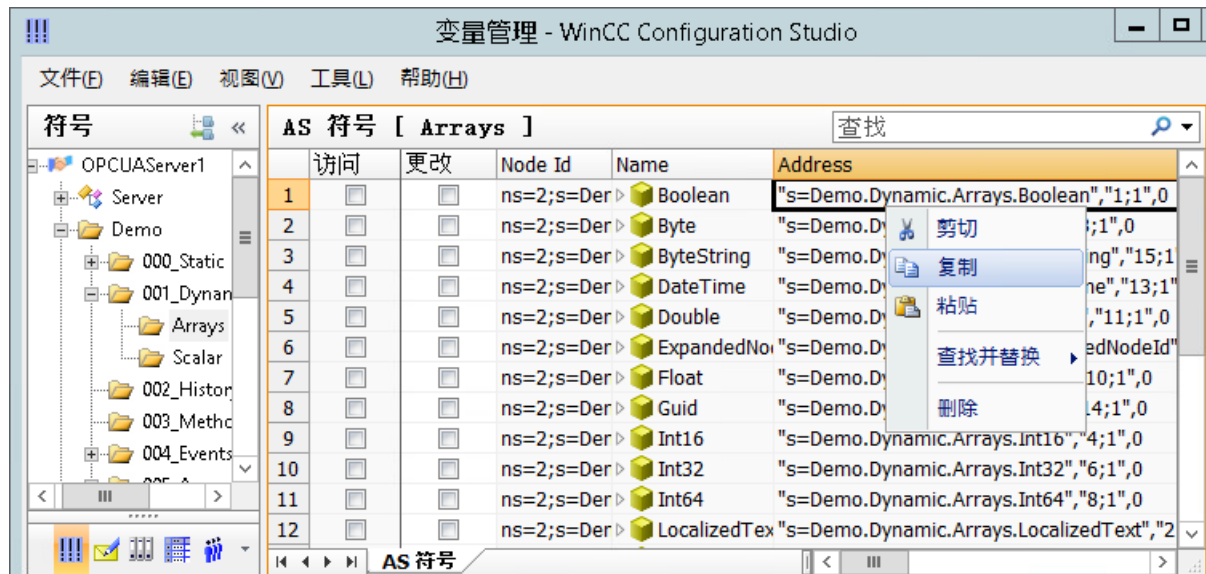 变量管理 - WinCC Configuration Studio
文件(F) 编辑(E) 视图(V) 工具(L) 帮助(H)
符号 «
OPCUAServer1
Server
Demo
000_Static
001_Dynan
Arrays
Scalar
002_Histor
003_Methc
004_Events
AS 符号 [ Arrays ] 查找
访问 更改 Node Id Name Address
1 ns=2;s=Der Boolean "s=Demo.Dynamic.Arrays.Boolean","1;1",0
2 ns=2;s=Der Byte "s=Demo.Dy ;1",0
3 ns=2;s=Der ByteString "s=Demo.Dy ng","15;1
4 ns=2;s=Der DateTime "s=Demo.Dy ne","13;1"
5 ns=2;s=Der Double "s=Demo.Dy ,"11;1",0
6 ns=2;s=Der ExpandedNo "s=Demo.Dy edNodeId"
7 ns=2;s=Der Float "s=Demo.Dy 10;1",0
8 ns=2;s=Der Guid "s=Demo.Dy 14;1",0
9 ns=2;s=Der Int16 "s=Demo.Dynamic.Arrays.Int16","4;1",0
10 ns=2;s=Der Int32 "s=Demo.Dynamic.Arrays.Int32","6;1",0
11 ns=2;s=Der Int64 "s=Demo.Dynamic.Arrays.Int64","8;1",0
12 ns=2;s=Der LocalizedTex "s=Demo.Dynamic.Arrays.LocalizedText","2
剪切
复制
粘贴
查找并替换
删除
AS 符号